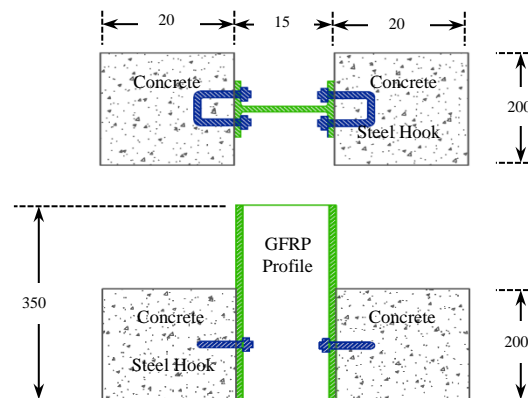 20
15
20
Concrete
Concrete
200
Steel Hook
GFRP
Profile
350
Concrete
Concrete
200
Steel Hook